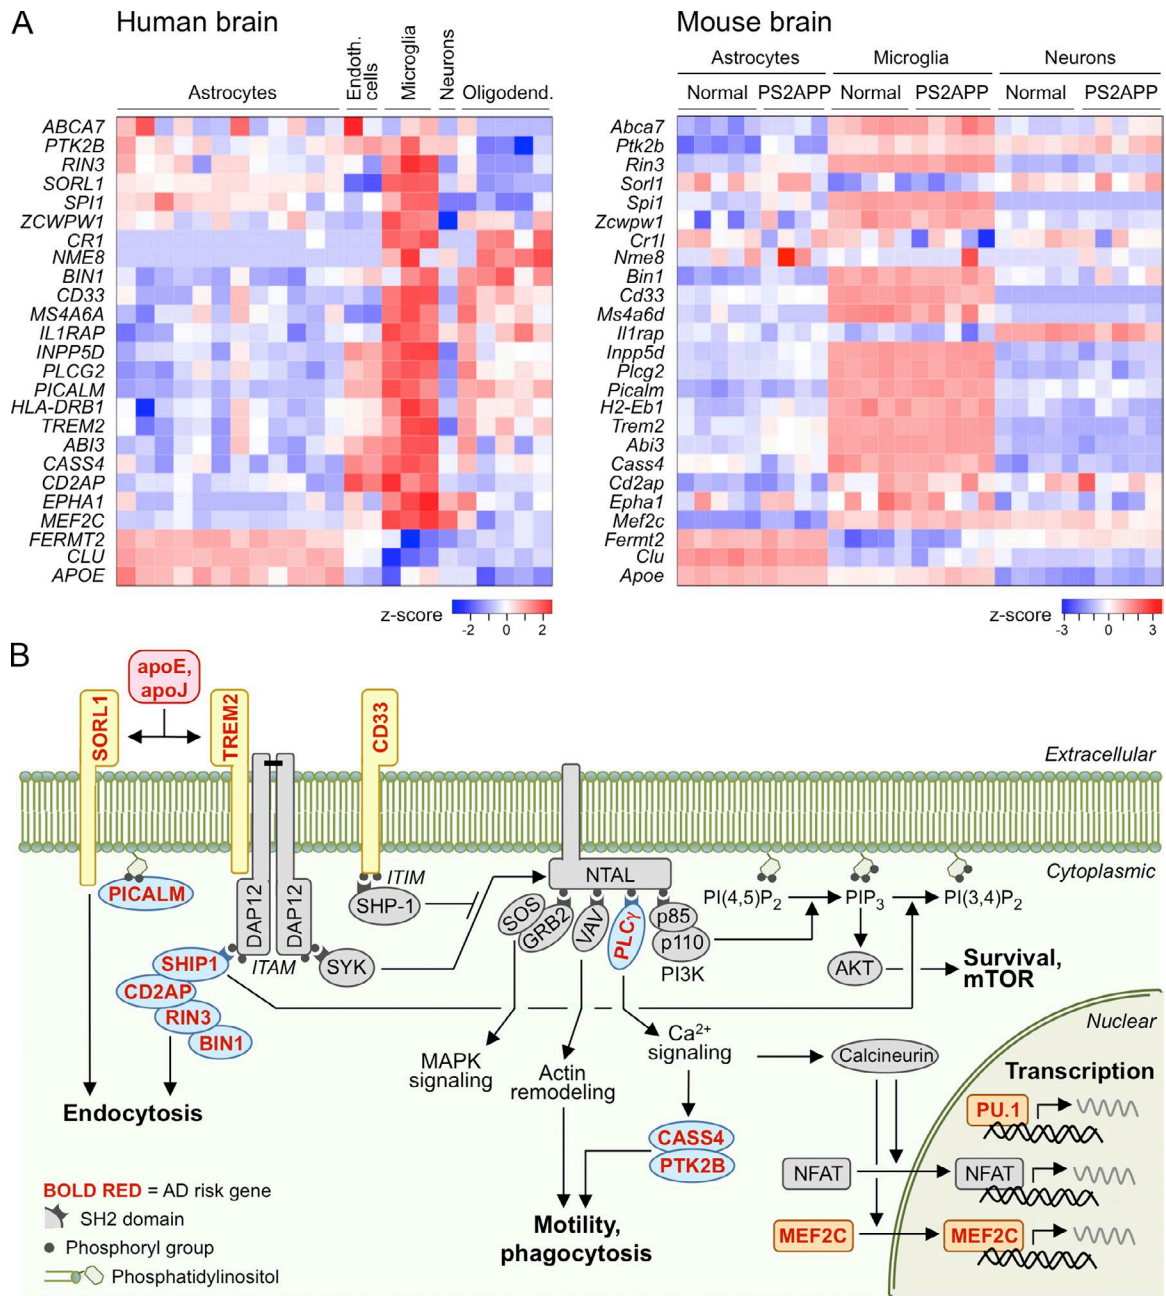 A
Human brain
Mouse brain
Astrocytes
Endoth. cells
Microglia
Neurons
Oligodend.
Astrocytes Microglia Neurons
Normal PS2APP Normal PS2APP Normal PS2APP
ABCA7
PTK2B
RIN3
SORL1
SPI1
ZCWPW1
CR1
NME8
BIN1
CD33
MS4A6A
IL1RAP
INPP5D
PLCG2
PICALM
HLA-DRB1
TREM2
ABI3
CASS4
CD2AP
EPHA1
MEF2C
FERMT2
CLU
APOE
z-score
-2 0 2
Abca7
Ptk2b
Rin3
Sorl1
Spi1
Zcwpw1
Cr1l
Nme8
Bin1
Cd33
Ms4a6d
Il1rap
Inpp5d
Plcg2
Picalm
H2-Eb1
Trem2
Abi3
Cass4
Cd2ap
Epha1
Mef2c
Fermt2
Clu
Apoe
z-score
-3 0 3
B
apoE,
apoJ
SORL1
TREM2
CD33
Extracellular
Cytoplasmic
PICALM
DAP12
DAP12
ITIM
SHP-1
NTAL
SOS
GRB2
VAV
PLCγ
p85
p110
PI3K
PI(4,5)P2
PIP3
PI(3,4)P2
SHIP1
ITAM
SYK
AKT
Survival,
mTOR
CD2AP
RIN3
BIN1
Nuclear
MAPK
signaling
Actin
remodeling
Ca2+
signaling
Calcineurin
Transcription
Endocytosis
PU.1
CASS4
PTK2B
NFAT
NFAT
MEF2C
MEF2C
Motility,
phagocytosis
BOLD RED = AD risk gene
SH2 domain
Phosphoryl group
Phosphatidylinositol